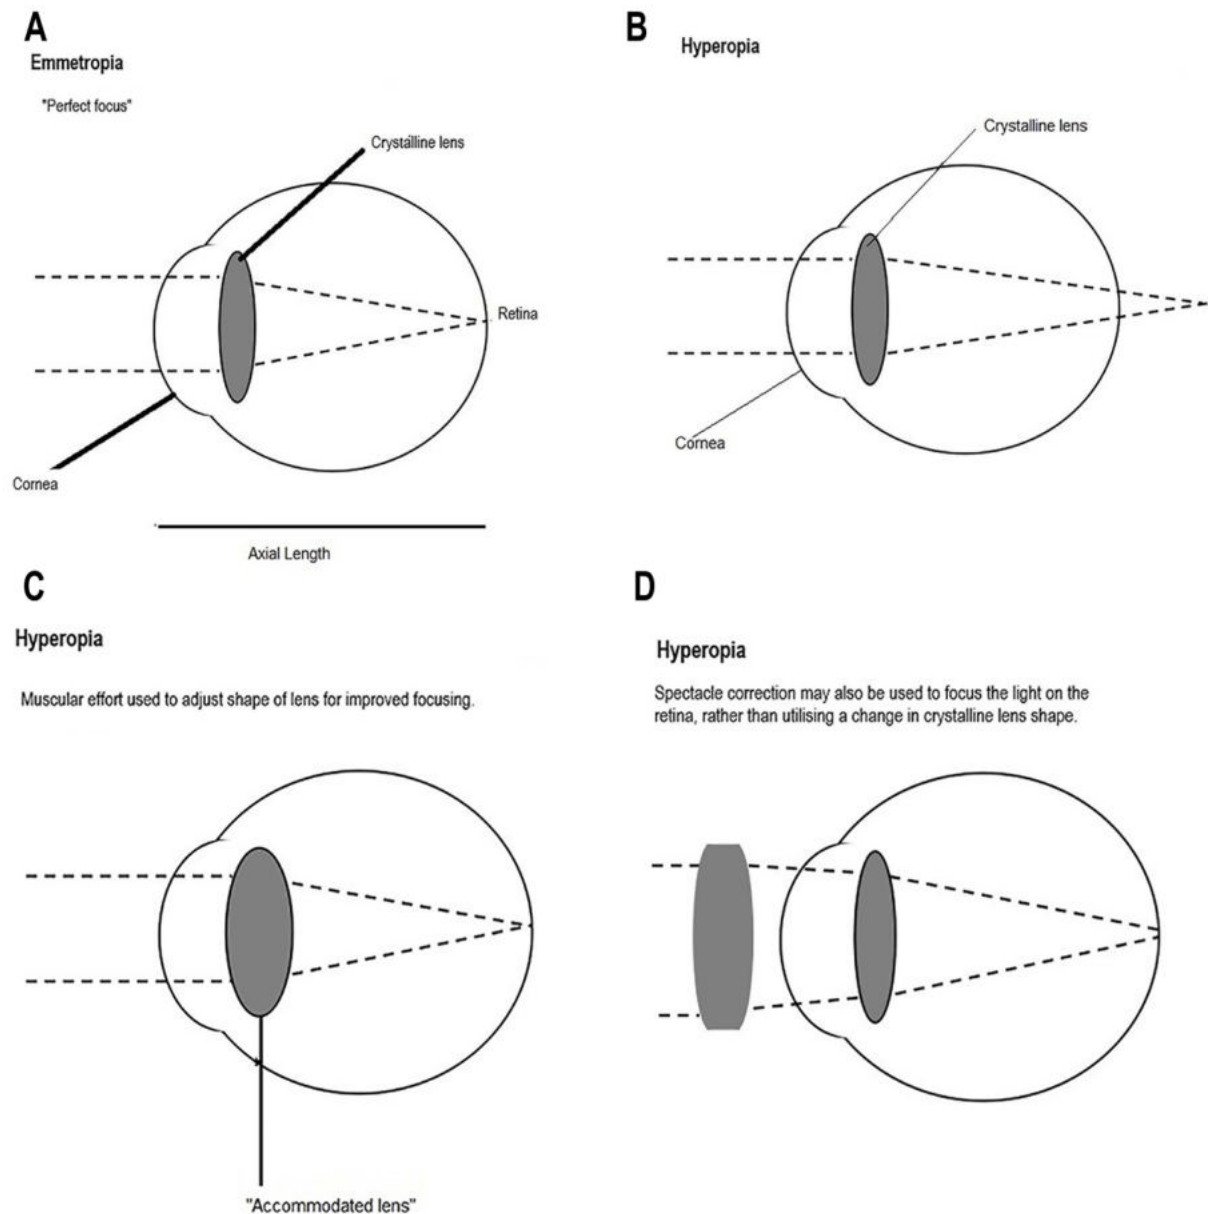 A
Emmetropia
"Perfect focus"
Crystalline lens
Retina
Cornea
Axial Length
B
Hyperopia
Crystalline lens
Cornea
C
Hyperopia
Muscular effort used to adjust shape of lens for improved focusing.
"Accommodated lens"
D
Hyperopia
Spectacle correction may also be used to focus the light on the
retina, rather than utilising a change in crystalline lens shape.